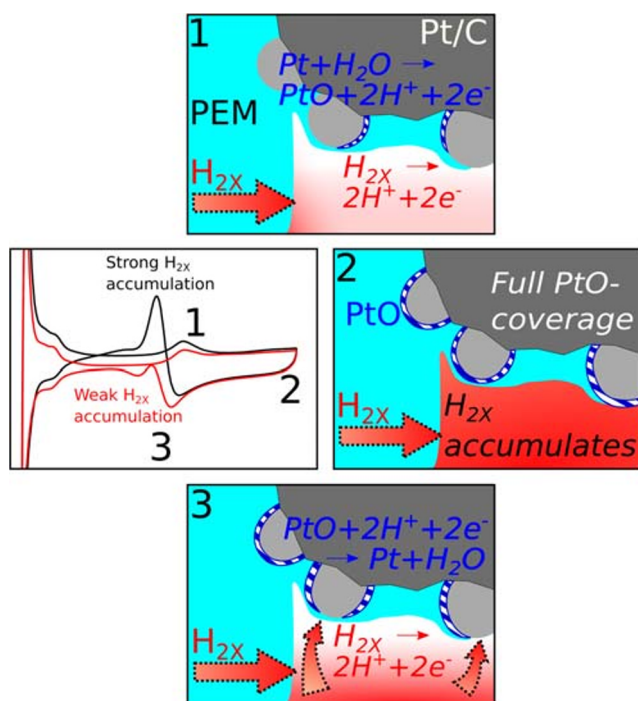 1
Pt/C
Pt+H₂O →
PtO+2H⁺+2e⁻
PEM
H₂ₓ
H₂ₓ →
2H⁺+2e⁻
Strong H₂ₓ
accumulation
1
2
Weak H₂ₓ
accumulation
3
2
Full PtO-
coverage
PtO
H₂ₓ
H₂ₓ
accumulates
3
PtO+2H⁺+2e⁻
→ Pt+H₂O
H₂ₓ
H₂ₓ →
2H⁺+2e⁻